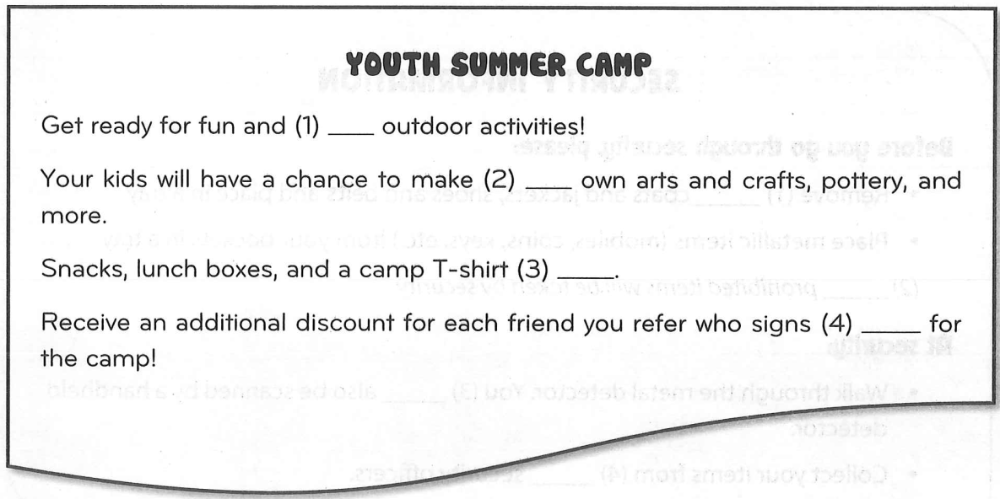 YOUTH SUMMER CAMP
Get ready for fun and (1) ____ outdoor activities!
Your kids will have a chance to make (2) ____ own arts and crafts, pottery, and
more.
Snacks, lunch boxes, and a camp T-shirt (3) _____.
Receive an additional discount for each friend you refer who signs (4) _____ for
the camp!